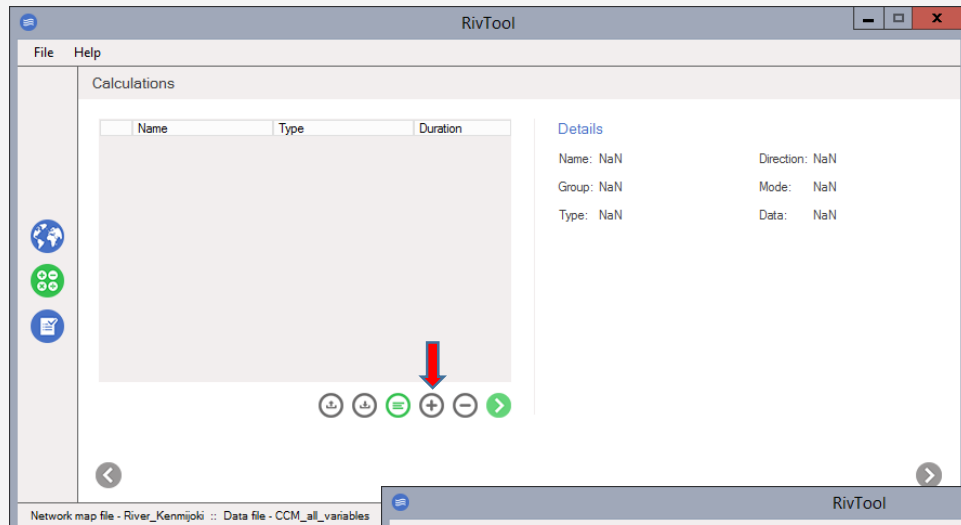 RivTool
File Help
Calculations
Name Type Duration
Details
Name: NaN Direction: NaN
Group: NaN Mode: NaN
Type: NaN Data: NaN
Network map file - River_Kenmijoki :: Data file - CCM_all_variables
RivTool